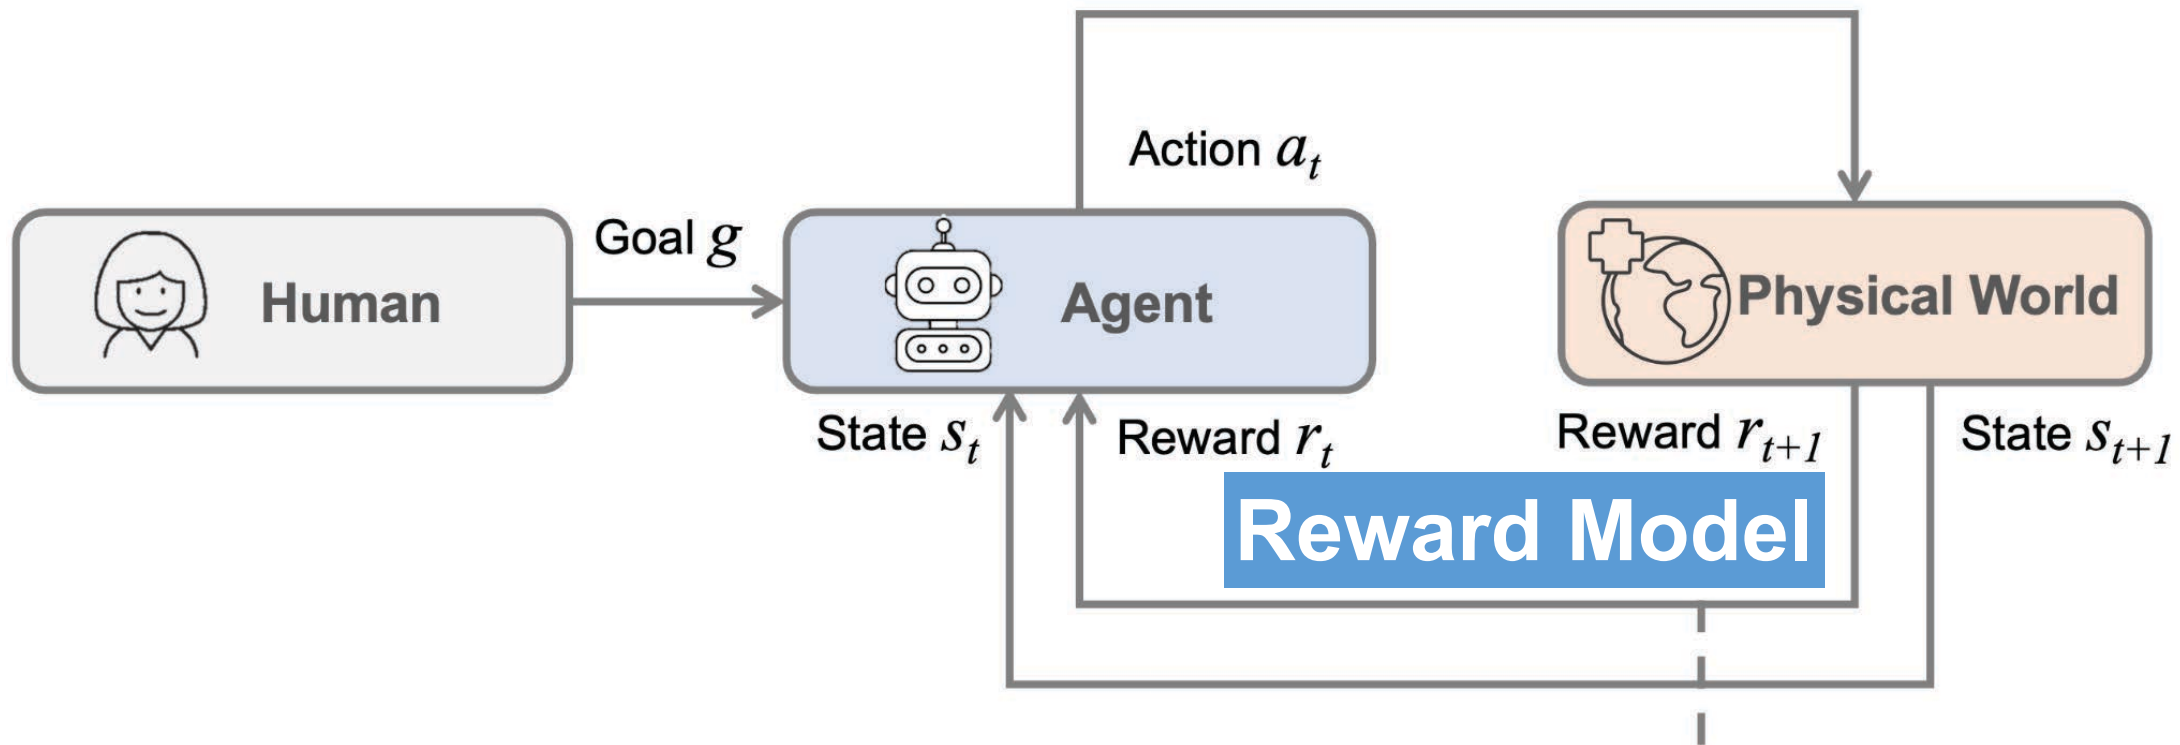 Action a_t
Goal g
Human
Agent
Physical World
State s_t
Reward r_t
Reward r_{t+1}
State s_{t+1}
Reward Model